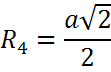 R₄ = a√2/2